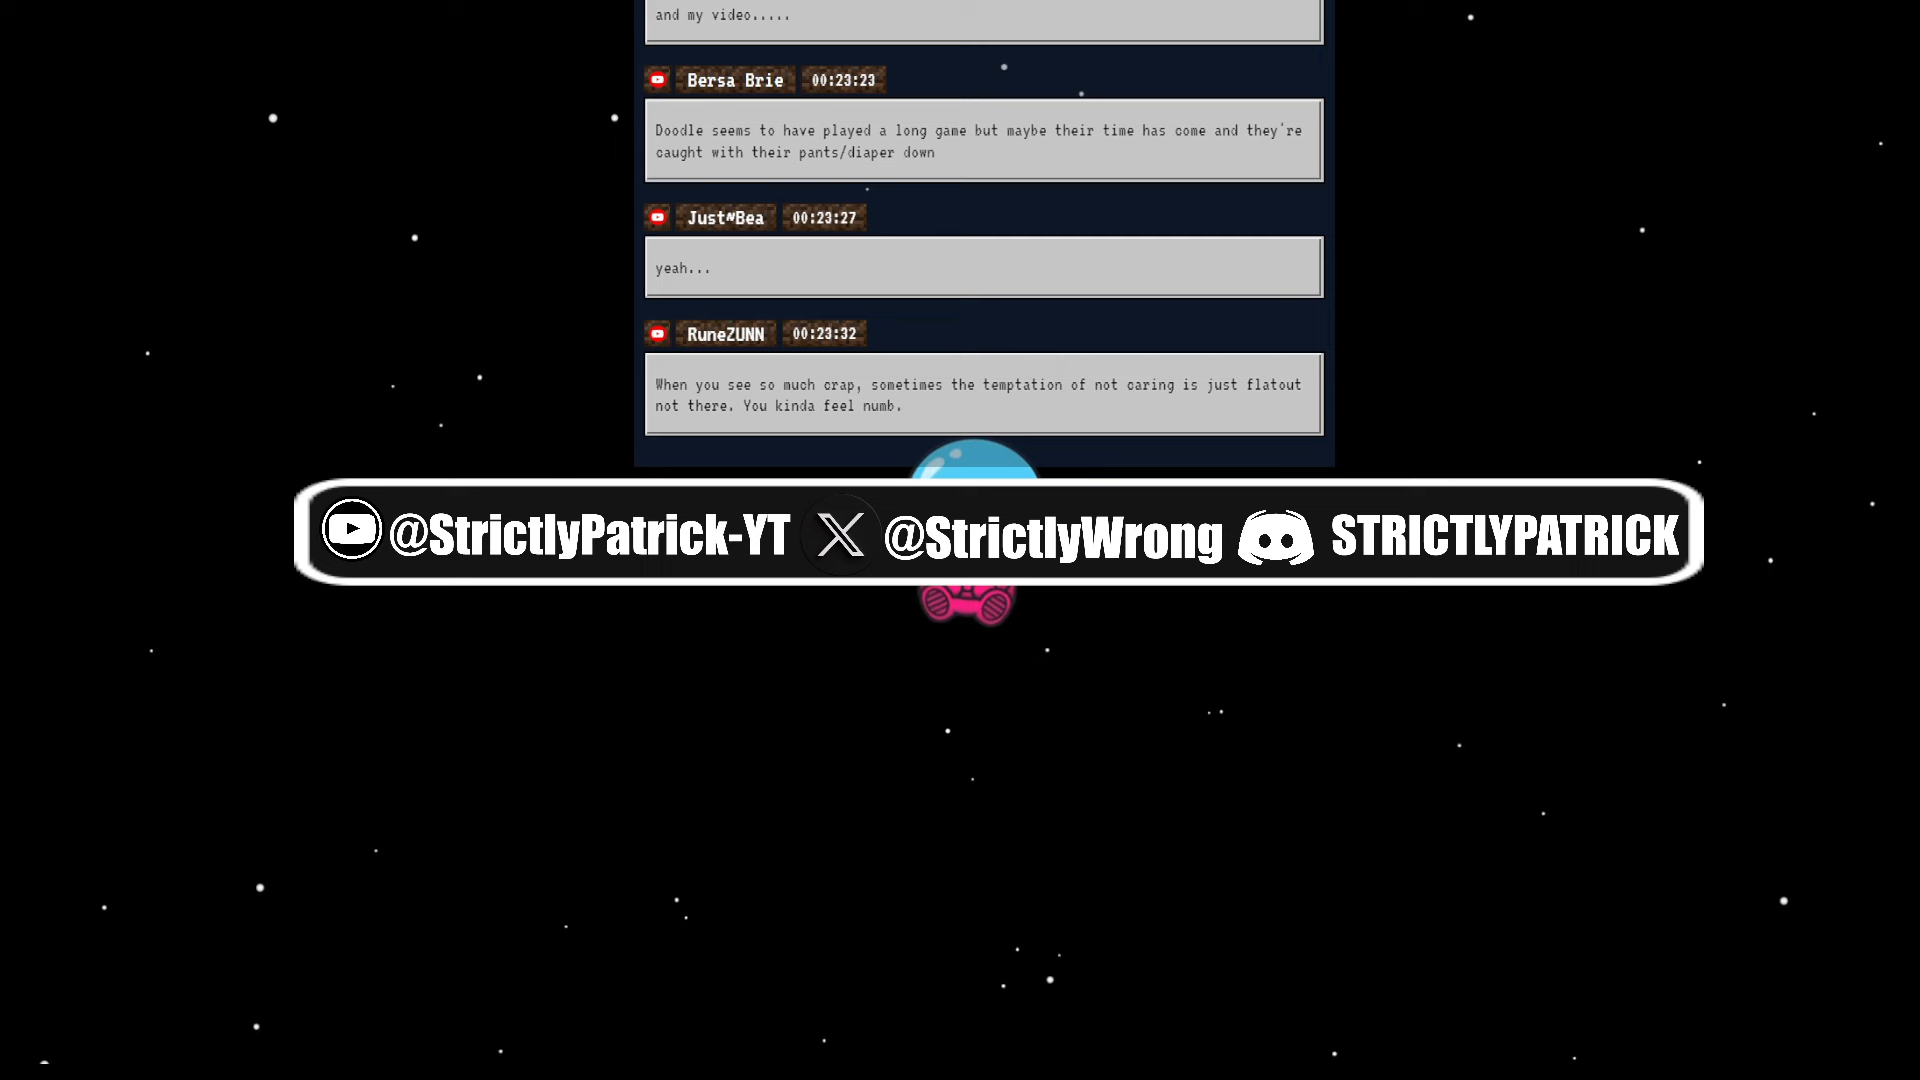 and my video.....
Bersa Brie 00:23:23
Doodle seems to have played a long game but maybe their time has come and they're
caught with their pants/diaper down
Just~Bea 00:23:27
yeah...
RuneZUNN 00:23:32
When you see so much crap, sometimes the temptation of not caring is just flatout
not there. You kinda feel numb.
@StrictlyPatrick-YT @StrictlyWrong STRICTLYPATRICK